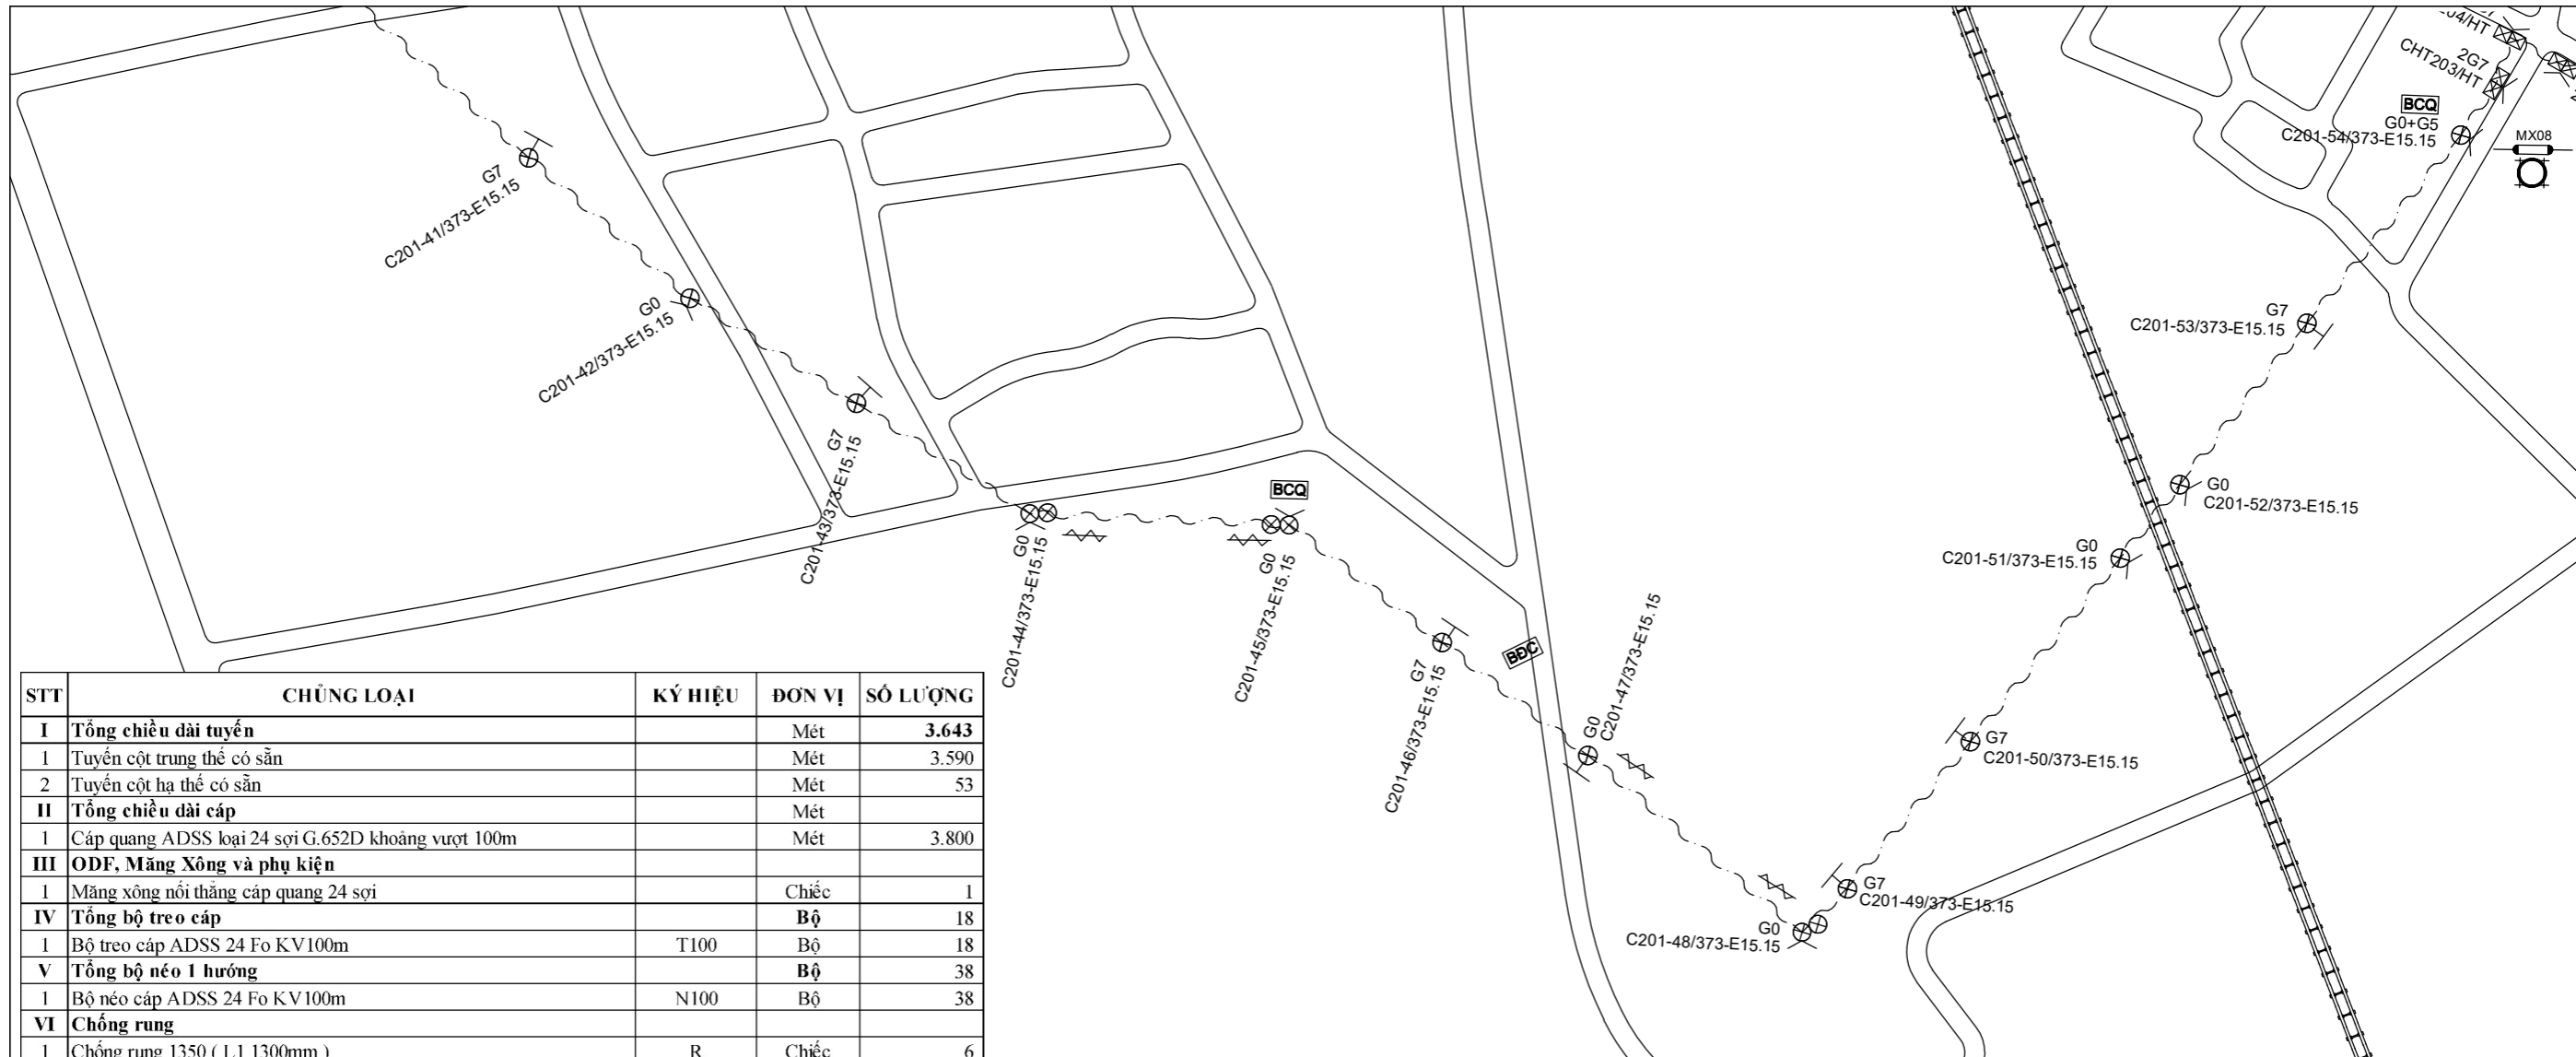 G7
C201-41/373-E15.15
G0
C201-42/373-E15.15
G7
C201-43/373-E15.15
G0
C201-44/373-E15.15
BCQ
G0
C201-45/373-E15.15
G7
C201-46/373-E15.15
BĐC
G0
C201-47/373-E15.15
G0
C201-48/373-E15.15
G7
C201-49/373-E15.15
G7
C201-50/373-E15.15
G0
C201-51/373-E15.15
G0
C201-52/373-E15.15
G7
C201-53/373-E15.15
BCQ
G0+G5
C201-54/373-E15.15
2G7
CHT203/HT
MX08
STT CHỦNG LOẠI KÝ HIỆU ĐƠN VỊ SỐ LƯỢNG
I Tổng chiều dài tuyến Mét 3.643
1 Tuyến cột trung thế có sẵn Mét 3.590
2 Tuyến cột hạ thế có sẵn Mét 53
II Tổng chiều dài cáp Mét
1 Cáp quang ADSS loại 24 sợi G.652D khoảng vượt 100m Mét 3.800
III ODF, Măng Xông và phụ kiện
1 Măng xông nối thẳng cáp quang 24 sợi Chiếc 1
IV Tổng bộ treo cáp Bộ 18
1 Bộ treo cáp ADSS 24 Fo KV100m T100 Bộ 18
V Tổng bộ néo 1 hướng Bộ 38
1 Bộ néo cáp ADSS 24 Fo KV100m N100 Bộ 38
VI Chống rung
1 Chống rung 1350 ( L1 1300mm ) R Chiếc 6